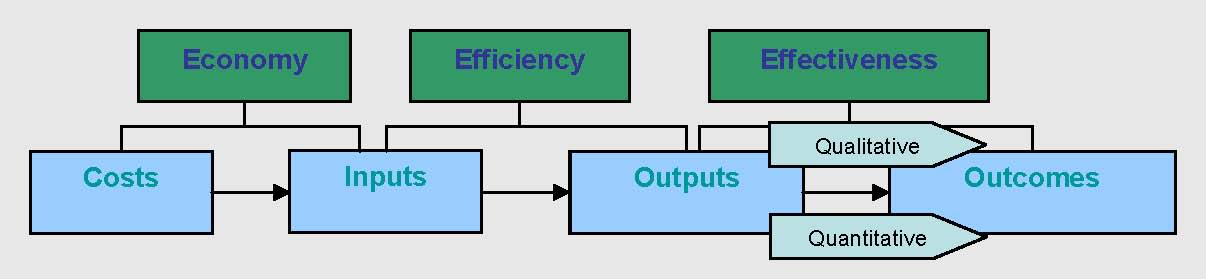 Economy
Efficiency
Effectiveness
Qualitative
Costs
Inputs
Outputs
Outcomes
Quantitative